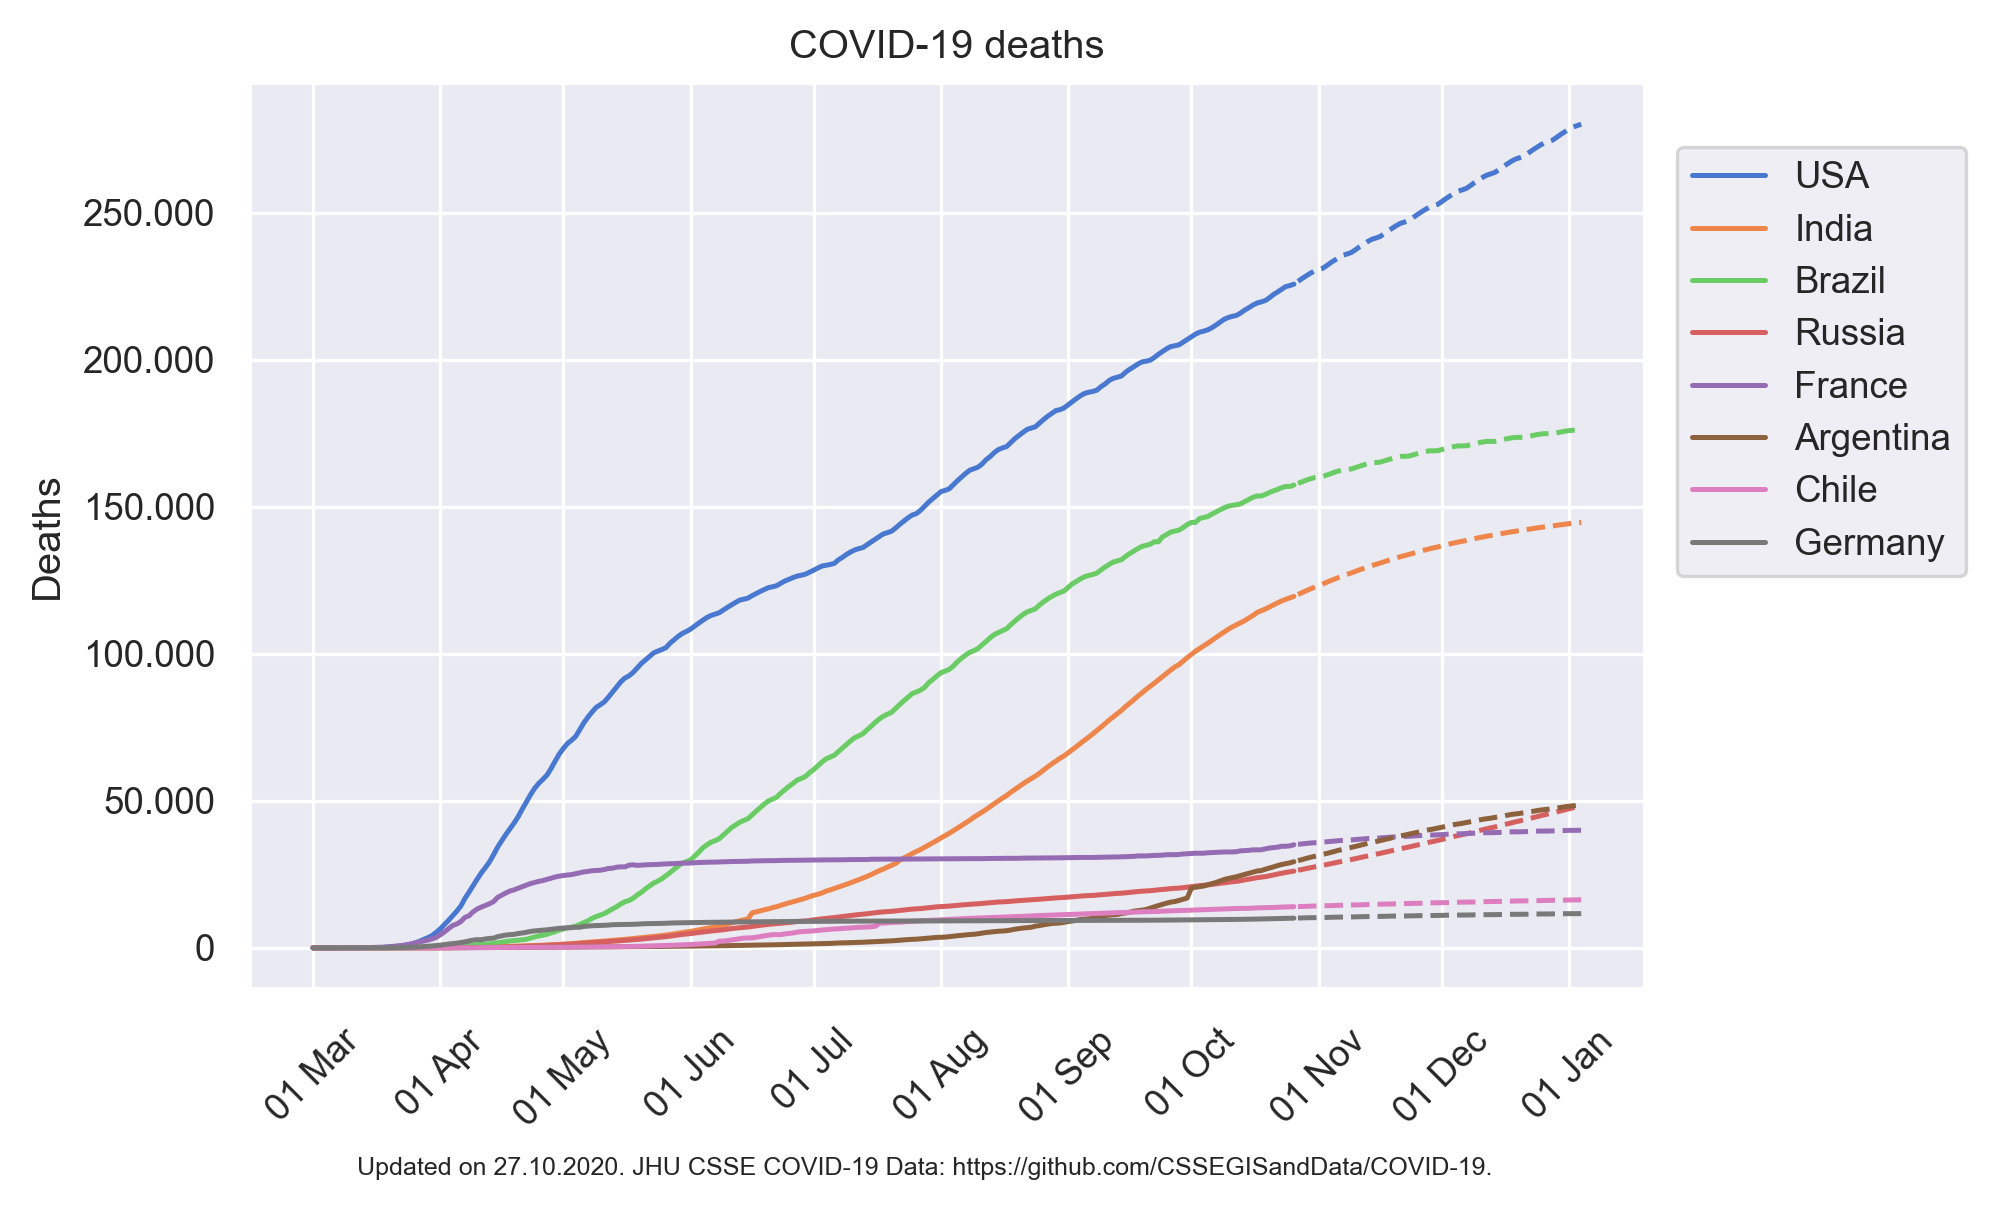 COVID-19 deaths
Deaths
250.000
200.000
150.000
100.000
50.000
0
01 Mar
01 Apr
01 May
01 Jun
01 Jul
01 Aug
01 Sep
01 Oct
01 Nov
01 Dec
01 Jan
USA
India
Brazil
Russia
France
Argentina
Chile
Germany
Updated on 27.10.2020. JHU CSSE COVID-19 Data: https://github.com/CSSEGISandData/COVID-19.